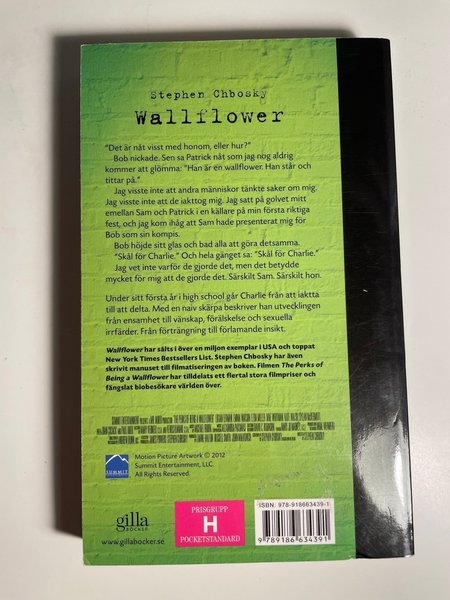 Stephen Chbosky
Wallflower
"Det är nåt visst med honom, eller hur?"
Bob nickade. Sen sa Patrick nåt som jag nog aldrig
kommer att glömma: "Han är en wallflower. Han står och
tittar på."
Jag visste inte att andra människor tänkte saker om mig.
Jag visste inte att de iakttog mig. Jag satt på golvet mitt
emellan Sam och Patrick i en källare på min första riktiga
fest, och jag kom ihåg att Sam hade presenterat mig för
Bob som sin kompis.
Bob höjde sitt glas och bad alla att göra detsamma.
"Skål för Charlie." Och hela gänget sa: "Skål för Charlie."
Jag vet inte varför de gjorde det, men det betydde
mycket för mig att de gjorde det. Särskilt Sam. Särskilt hon.
Under sitt första år i high school går Charlie från att iaktta
till att delta. Med en naiv skärpa beskriver han utvecklingen
från ensamhet till vänskap, förälskelse och sexuella
irrfärder. Från förträngning till förlamande insikt.
Wallflower har sålts i över en miljon exemplar i USA och toppat
New York Times Bestsellers List. Stephen Chbosky har även
skrivit manuset till filmatiseringen av boken. Filmen The Perks of
Being a Wallflower har tilldelats ett flertal stora filmpriser och
fängslat biobesökare världen över.
SUMMIT
Motion Picture Artwork © 2012
Summit Entertainment, LLC.
All Rights Reserved.
gilla
BÖCKER
www.gillabocker.se
PRISGRUPP
H
POCKETSTANDARD
ISBN: 978-918663439-1
9 789186 634391